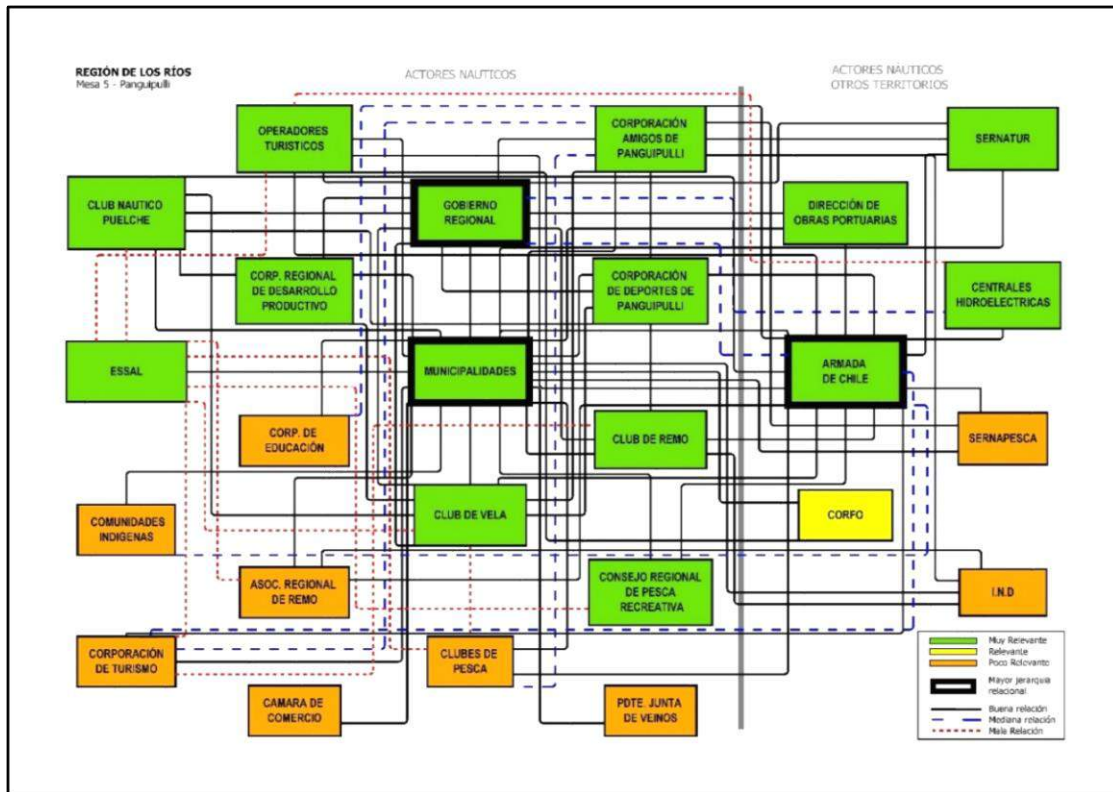 REGIÓN DE LOS RÍOS
Mesa 5 - Panguipulli
ACTORES NAUTICOS
ACTORES NÁUTICOS
OTROS TERRITORIOS
OPERADORES
TURISTICOS
CORPORACIÓN
AMIGOS DE
PANGUIPULLI
SERNATUR
CLUB NAUTICO
PUELCHE
GOBIERNO
REGIONAL
DIRECCIÓN DE
OBRAS PORTUARIAS
CORP. REGIONAL
DE DESARROLLO
PRODUCTIVO
CORPORACIÓN
DE DEPORTES DE
PANGUIPULLI
CENTRALES
HIDROELECTRICAS
ESSAL
MUNICIPALIDADES
ARMADA
DE CHILE
CORP. DE
EDUCACIÓN
CLUB DE REMO
SERNAPESCA
COMUNIDADES
INDIGENAS
CLUB DE VELA
CORFO
ASOC. REGIONAL
DE REMO
CONSEJO REGIONAL
DE PESCA
RECREATIVA
I.N.D
CORPORACIÓN
DE TURISMO
CLUBES DE
PESCA
CAMARA DE
COMERCIO
PDTE. JUNTA
DE VEINOS
Muy Relevante
Relevante
Poco Relevante
Mayor jerarquia
relacional
Buena relación
Mediana relación
Mala Relación